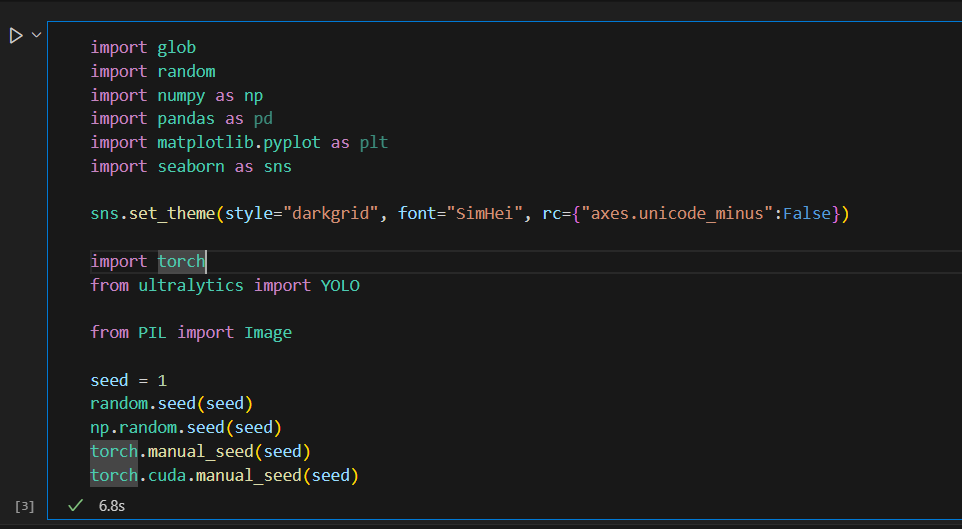 import glob
import random
import numpy as np
import pandas as pd
import matplotlib.pyplot as plt
import seaborn as sns
sns.set_theme(style="darkgrid", font="SimHei", rc={"axes.unicode_minus":False})
import torch
from ultralytics import YOLO
from PIL import Image
seed = 1
random.seed(seed)
np.random.seed(seed)
torch.manual_seed(seed)
torch.cuda.manual_seed(seed)
[3] 6.8s